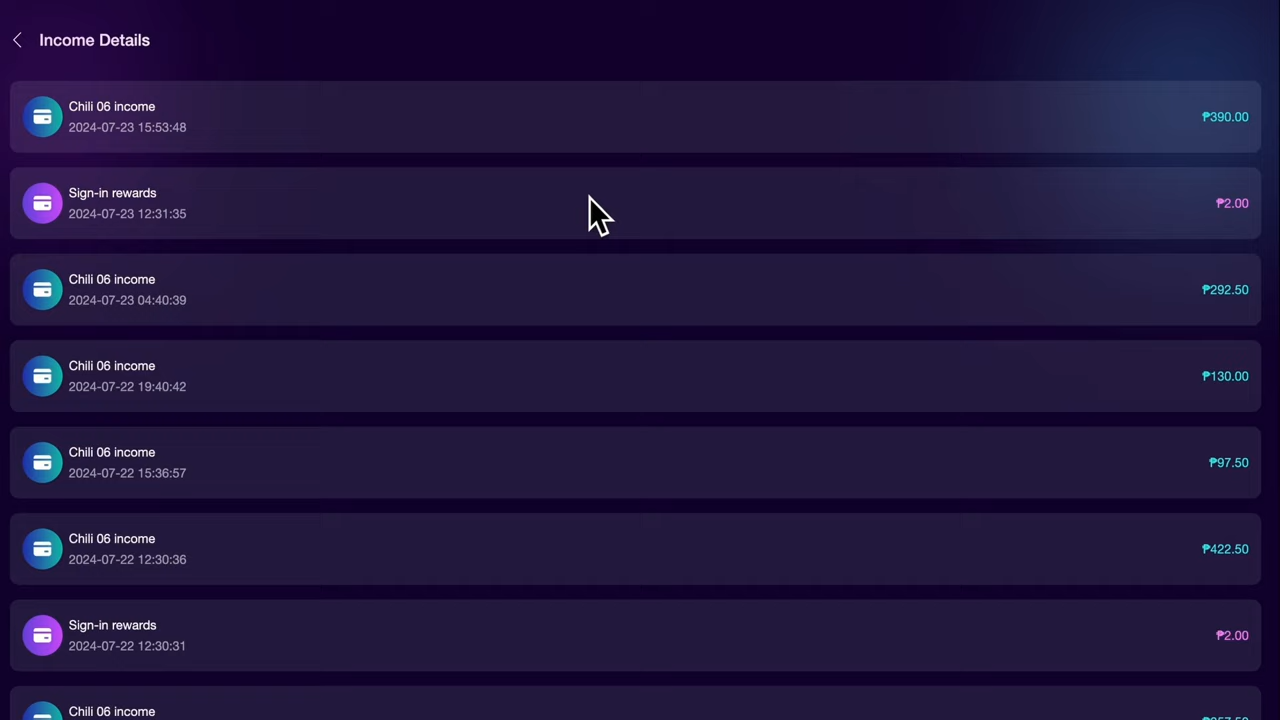 Income Details
Chili 06 income
2024-07-23 15:53:48
₱390.00
Sign-in rewards
2024-07-23 12:31:35
₱2.00
Chili 06 income
2024-07-23 04:40:39
₱292.50
Chili 06 income
2024-07-22 19:40:42
₱130.00
Chili 06 income
2024-07-22 15:36:57
₱97.50
Chili 06 income
2024-07-22 12:30:36
₱422.50
Sign-in rewards
2024-07-22 12:30:31
₱2.00
Chili 06 income